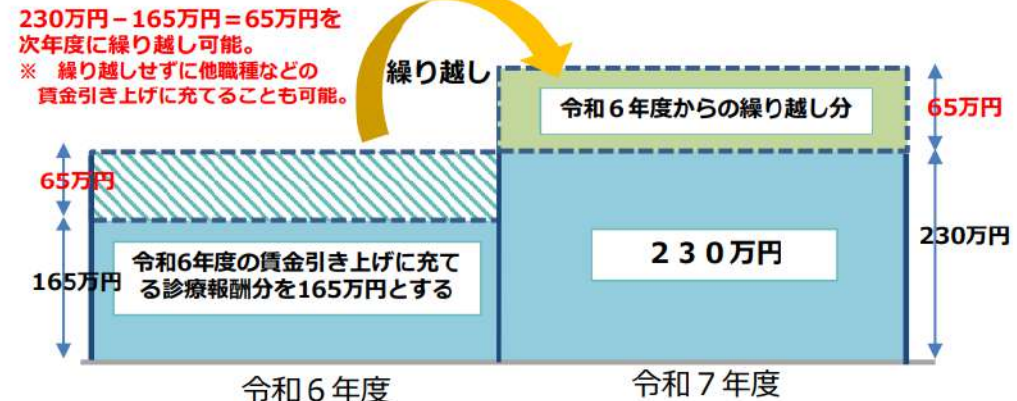 230万円－165万円＝65万円を
次年度に繰り越し可能。
※　繰り越しせずに他職種などの
賃金引き上げに充てることも可能。
繰り越し
令和６年度からの繰り越し分
65万円
65万円
165万円
令和6年度の賃金引き上げに充て
る診療報酬分を165万円とする
２３０万円
230万円
令和６年度
令和７年度